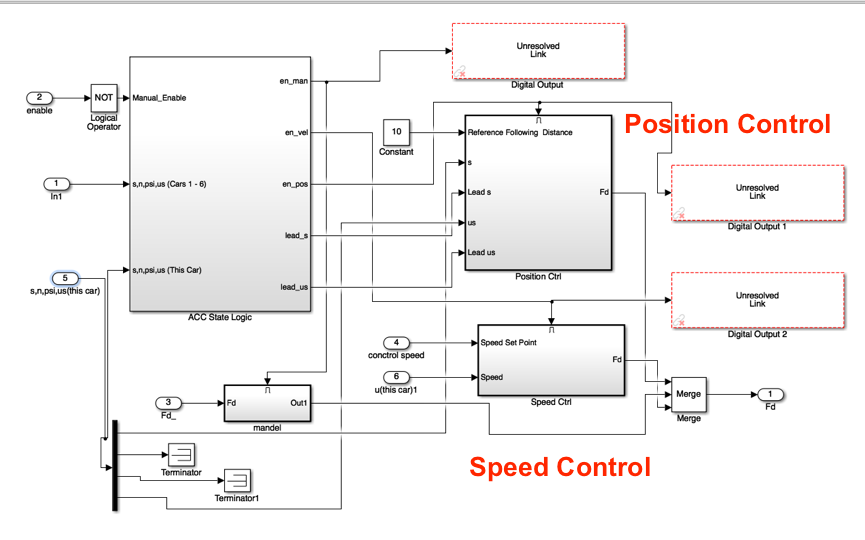 Unresolved
Link
Digital Output
2
enable
NOT
Logical
Operator
Manual_Enable
en_man
en_vel
10
Constant
Reference Following  Distance
Position Control
1
In1
s,n,psi,us (Cars 1 - 6)
en_pos
s
Lead s
Fd
Unresolved
Link
Digital Output 1
lead_s
us
5
s,n,psi,us(this car)
s,n,psi,us (This Car)
lead_us
Lead us
Position Ctrl
ACC State Logic
Unresolved
Link
Digital Output 2
4
conctrol speed
Speed Set Point
Fd
6
u(this car)1
Speed
Speed Ctrl
3
Fd_
Fd
Out1
mandel
Merge
Merge
1
Fd
Terminator
Terminator1
Speed Control